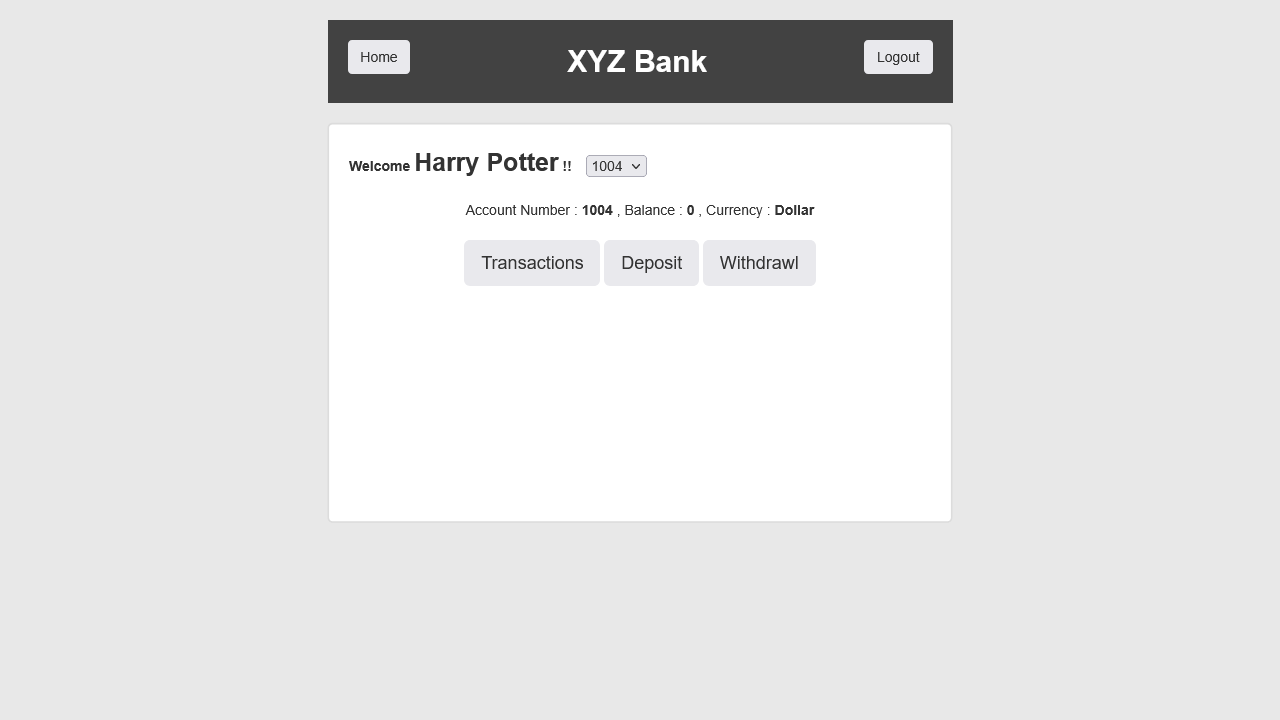 Home
XYZ Bank
Logout
Welcome Harry Potter !! 1004
Account Number : 1004 , Balance : 0 , Currency : Dollar
Transactions Deposit Withdrawl